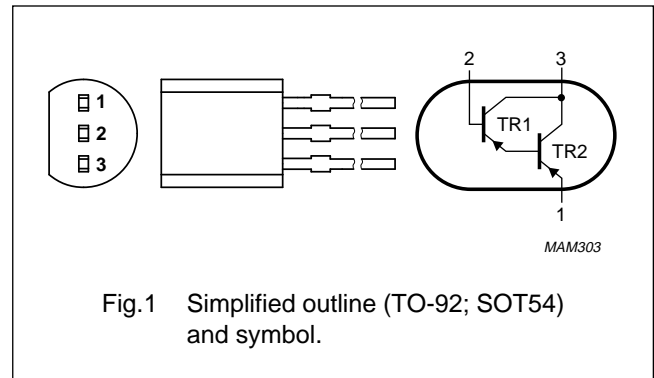 1
2
3
2 3
TR1
TR2
1
MAM303
Fig.1 Simplified outline (TO-92; SOT54)
and symbol.